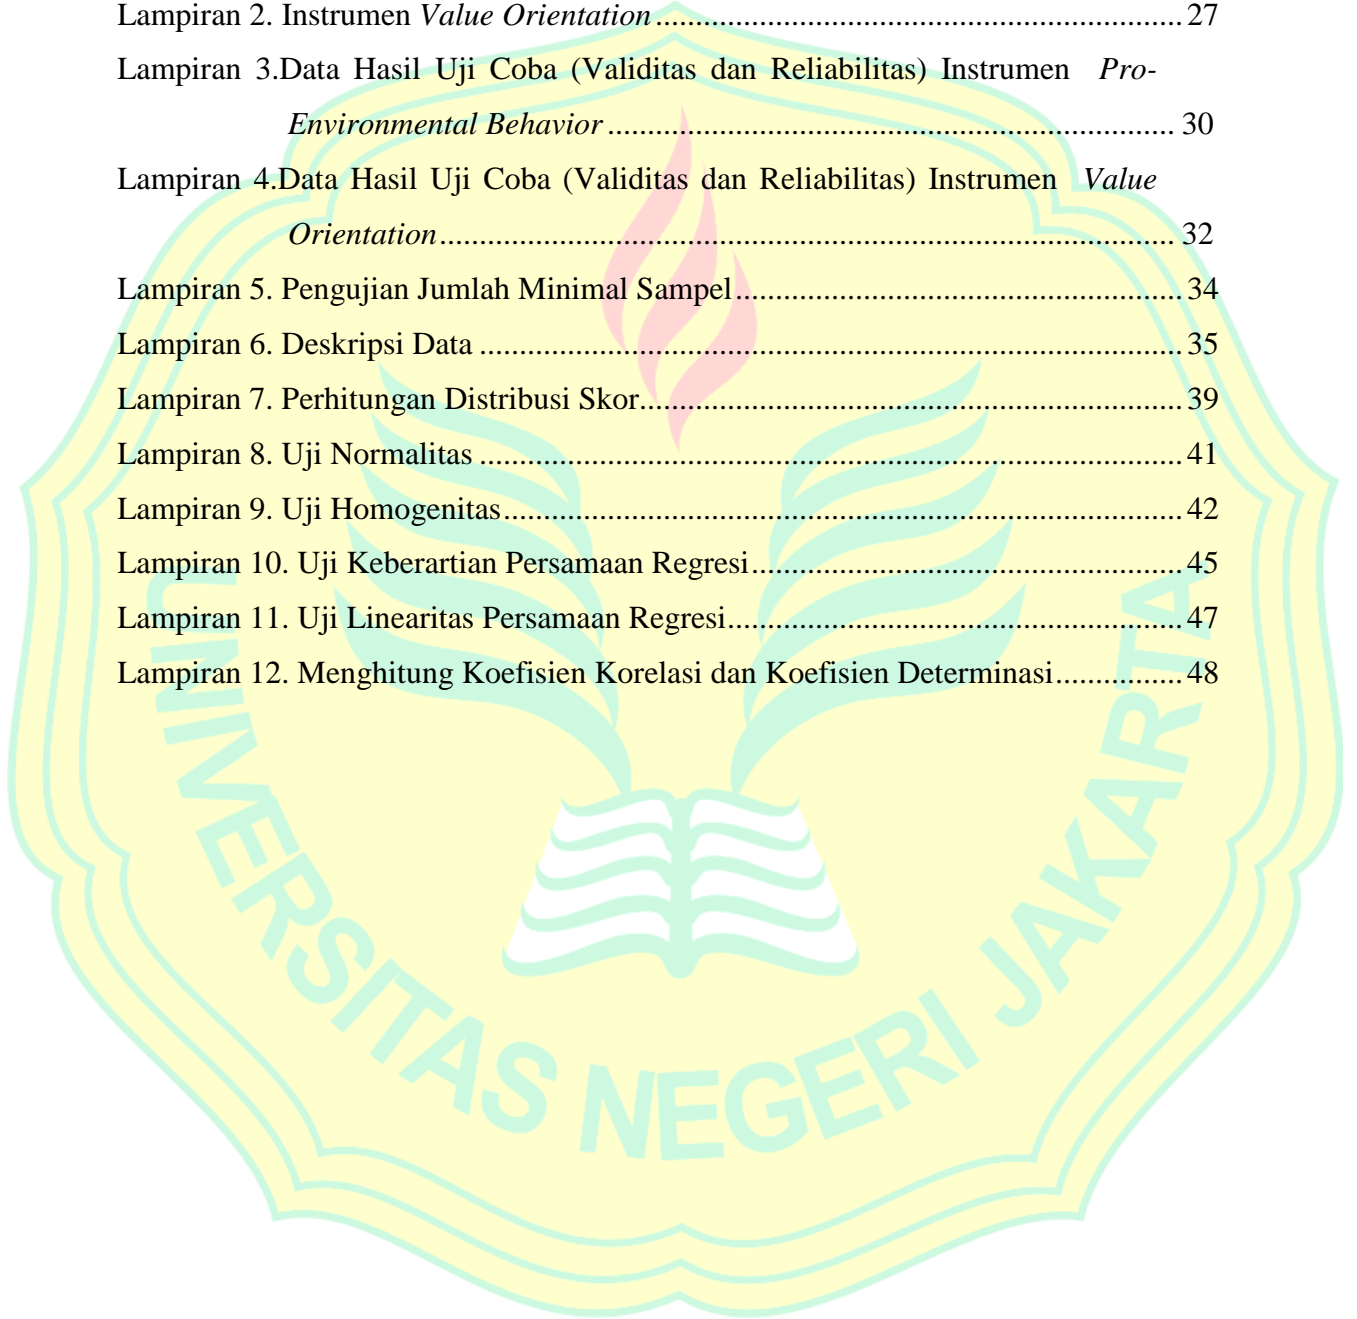 Lampiran 2. Instrumen Value Orientation.................................................................. 27
Lampiran 3.Data Hasil Uji Coba (Validitas dan Reliabilitas) Instrumen Pro-
Environmental Behavior ....................................................................... 30
Lampiran 4.Data Hasil Uji Coba (Validitas dan Reliabilitas) Instrumen Value
Orientation............................................................................................ 32
Lampiran 5. Pengujian Jumlah Minimal Sampel........................................................ 34
Lampiran 6. Deskripsi Data ........................................................................................ 35
Lampiran 7. Perhitungan Distribusi Skor.................................................................... 39
Lampiran 8. Uji Normalitas ........................................................................................ 41
Lampiran 9. Uji Homogenitas..................................................................................... 42
Lampiran 10. Uji Keberartian Persamaan Regresi...................................................... 45
Lampiran 11. Uji Linearitas Persamaan Regresi......................................................... 47
Lampiran 12. Menghitung Koefisien Korelasi dan Koefisien Determinasi................ 48
UNIVERSITAS NEGERI JAKARTA